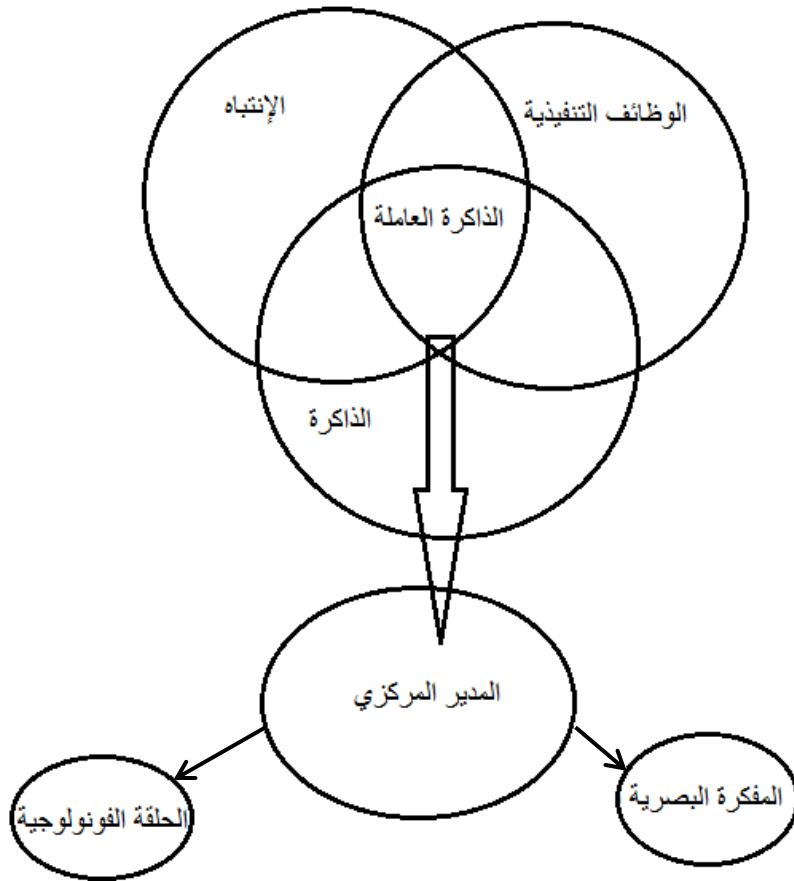 الوظائف التنفيذية
الإنتباه
الذاكرة العاملة
الذاكرة
المدير المركزي
المفكرة البصرية
الحلقة الفونولوجية